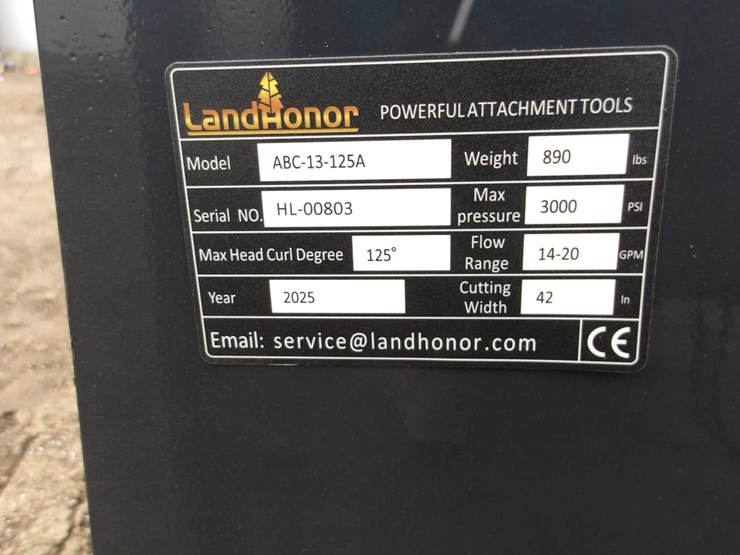 LandHonor POWERFUL ATTACHMENT TOOLS
Model ABC-13-125A Weight 890 lbs
Serial NO. HL-00803 Max pressure 3000 PSI
Max Head Curl Degree 125° Flow Range 14-20 GPM
Year 2025 Cutting Width 42 In
Email: service@landhonor.com CE